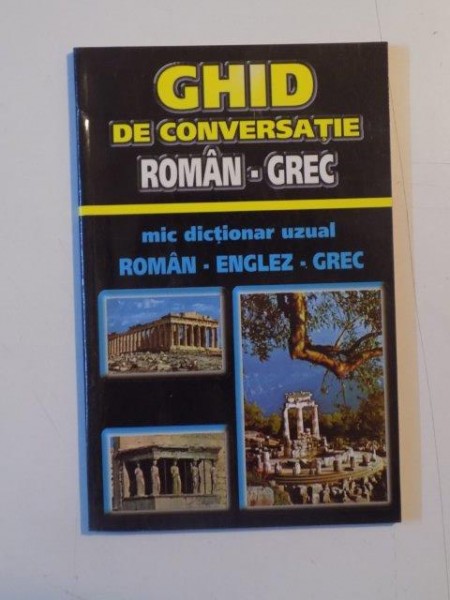 GHID
DE CONVERSAȚIE
ROMÂN - GREC
mic dicționar uzual
ROMÂN - ENGLEZ - GREC